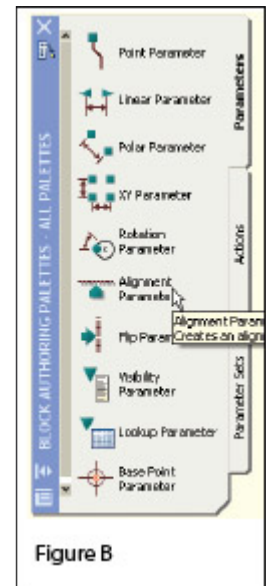 Point Parameter
Linear Parameter
Polar Parameter
XY Parameter
Rotation
Parameter
Alignment
Paramete
Alignment Param
Creates an align
Flip Param
Visibility
Parameter
Lookup Parameter
Base Point
Parameter
Parameters
Actions
Parameter Sets
BLOCK AUTHORING PALETTES - ALL PALETTES
Figure B